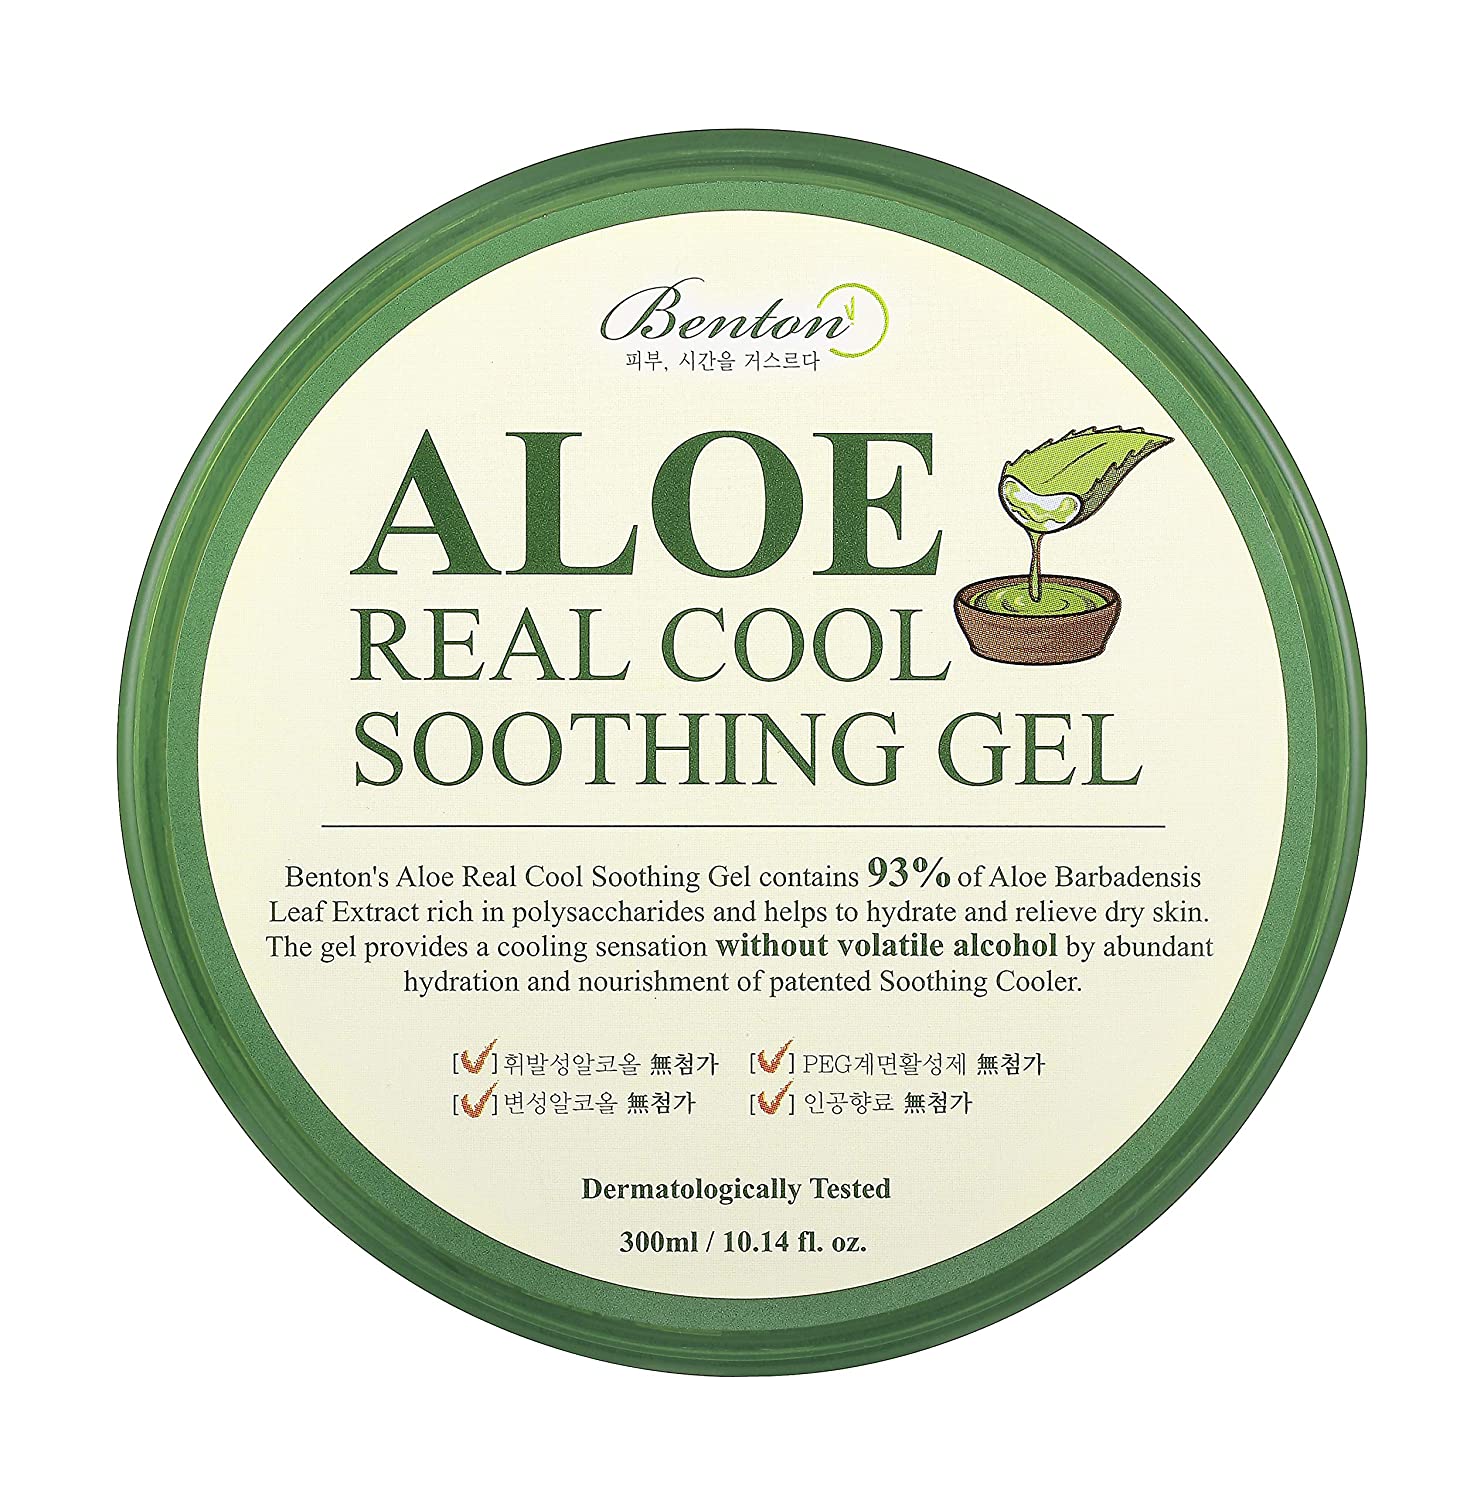 Benton
피부, 시간을 거스르다
ALOE
REAL COOL
SOOTHING GEL
Benton's Aloe Real Cool Soothing Gel contains 93% of Aloe Barbadensis
Leaf Extract rich in polysaccharides and helps to hydrate and relieve dry skin.
The gel provides a cooling sensation without volatile alcohol by abundant
hydration and nourishment of patented Soothing Cooler.
[✓] 휘발성알코올 無첨가 [✓] PEG계면활성제 無첨가
[✓] 변성알코올 無첨가 [✓] 인공향료 無첨가
Dermatologically Tested
300ml / 10.14 fl. oz.